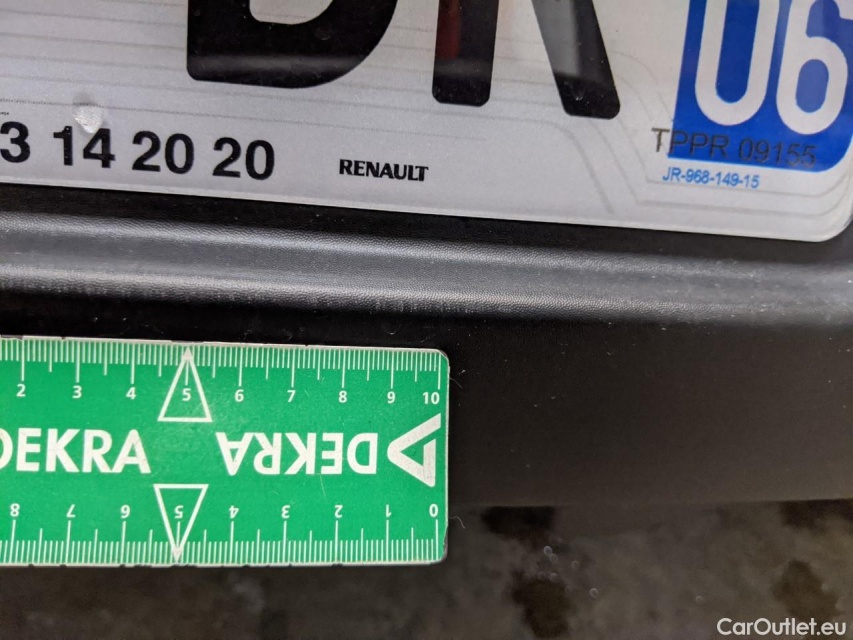 06
3 14 20 20
RENAULT
TPPR 09155
JR-968-149-15
2 3 4 5 6 7 8 9 10
DEKRA DEKRA
8 7 6 5 4 3 2 1 0
CarOutlet.eu